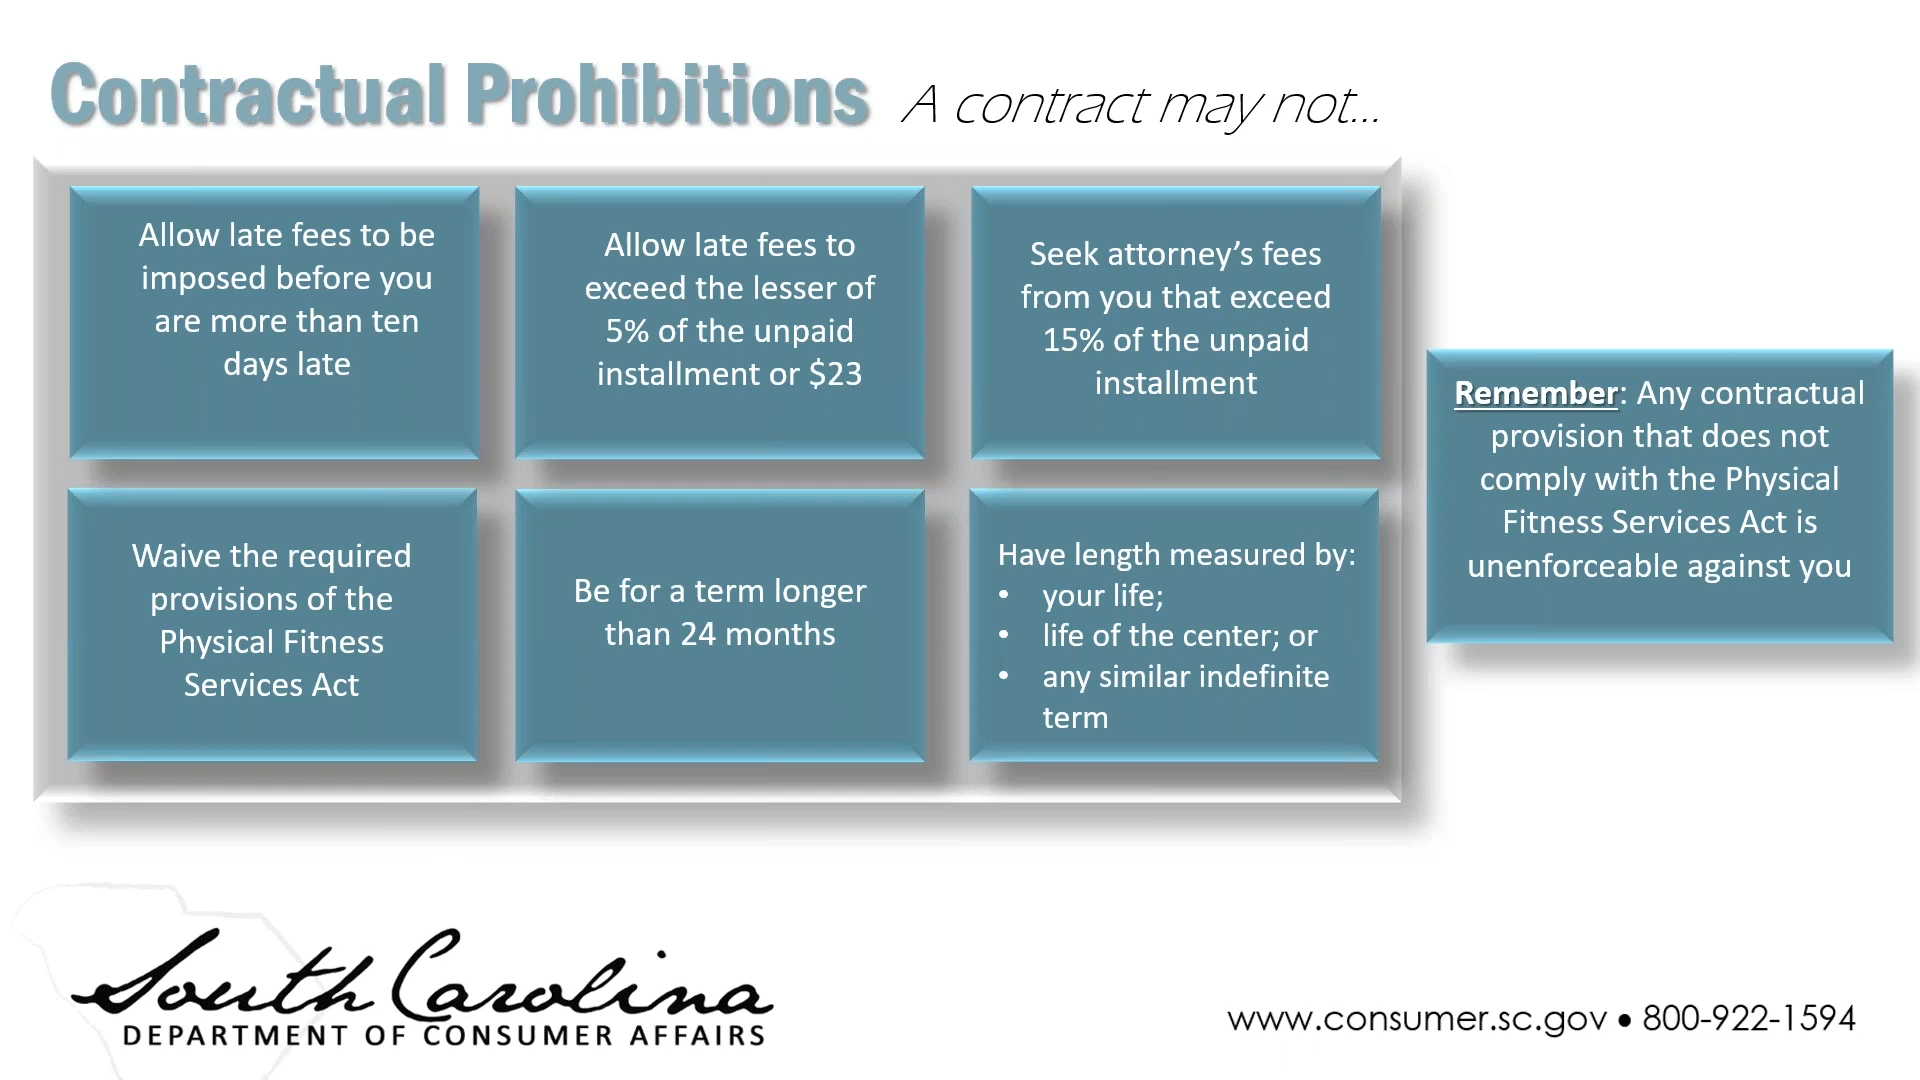 Contractual Prohibitions A contract may not...
Allow late fees to be
imposed before you
are more than ten
days late
Allow late fees to
exceed the lesser of
5% of the unpaid
installment or $23
Seek attorney’s fees
from you that exceed
15% of the unpaid
installment
Waive the required
provisions of the
Physical Fitness
Services Act
Be for a term longer
than 24 months
Have length measured by:
• your life;
• life of the center; or
• any similar indefinite
term
Remember: Any contractual
provision that does not
comply with the Physical
Fitness Services Act is
unenforceable against you
South Carolina
DEPARTMENT OF CONSUMER AFFAIRS
www.consumer.sc.gov • 800-922-1594